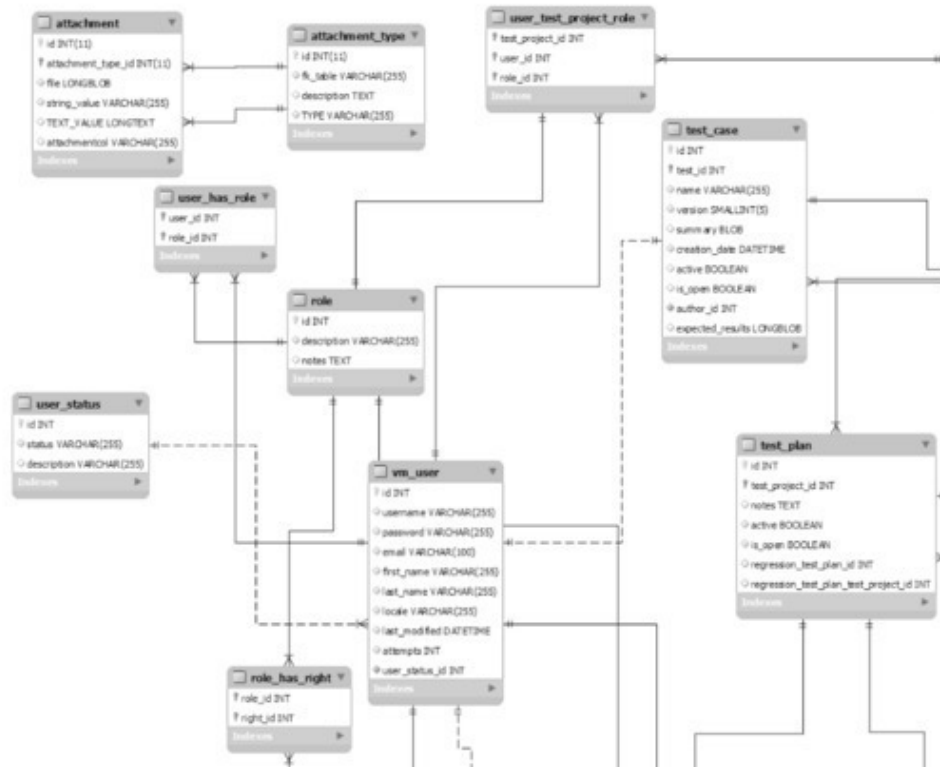 attachment
id INT(11)
attachment_type_id INT(11)
file LONGBLOB
string_value VARCHAR(255)
TEXT_VALUE LONGTEXT
attachmentcol VARCHAR(255)
Indexes
attachment_type
id INT(11)
fk_table VARCHAR(255)
description TEXT
TYPE VARCHAR(255)
Indexes
user_test_project_role
test_project_id INT
user_id INT
role_id INT
Indexes
test_case
id INT
test_id INT
name VARCHAR(255)
version SMALLINT(5)
summary BLOB
creation_date DATETIME
active BOOLEAN
is_open BOOLEAN
author_id INT
expected_results LONGBLOB
Indexes
user_has_role
user_id INT
role_id INT
Indexes
role
id INT
description VARCHAR(255)
notes TEXT
Indexes
user_status
id INT
status VARCHAR(255)
description VARCHAR(255)
Indexes
vm_user
id INT
username VARCHAR(255)
password VARCHAR(255)
email VARCHAR(100)
first_name VARCHAR(255)
last_name VARCHAR(255)
locale VARCHAR(255)
last_modified DATETIME
attempts INT
user_status_id INT
Indexes
test_plan
id INT
test_project_id INT
notes TEXT
active BOOLEAN
is_open BOOLEAN
regression_test_plan_id INT
regression_test_plan_test_project_id INT
Indexes
role_has_right
role_id INT
right_id INT
Indexes